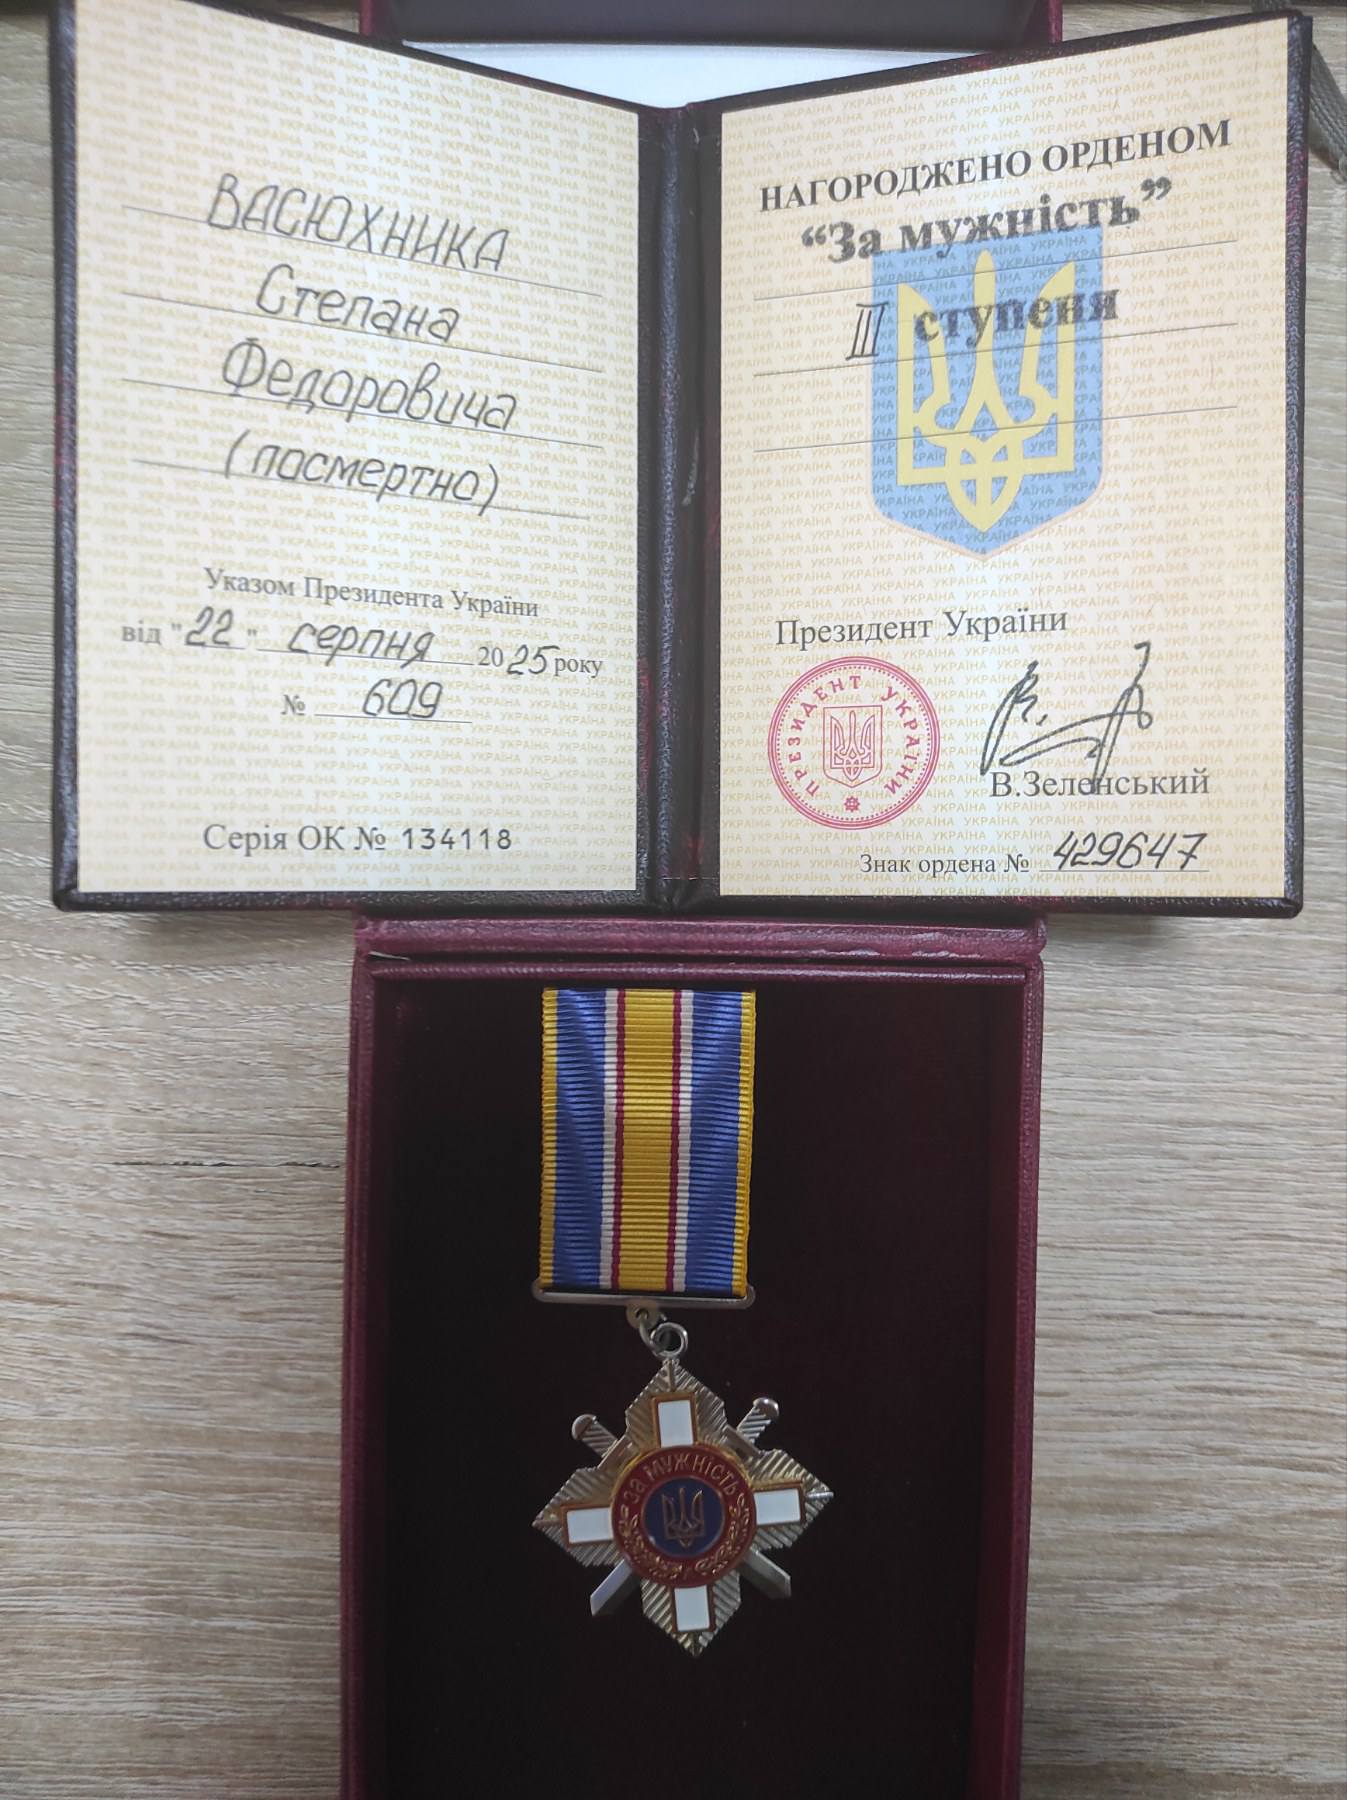 ВАСЮХНИКА
Степана
Федоровича
(посмертно)
Указом Президента України
від "22" серпня 2025 року
№ 609
Серія ОК № 134118
НАГОРОДЖЕНО ОРДЕНОМ
“За мужність”
III ступеня
Президент України
ПРЕЗИДЕНТ УКРАЇНИ
В.Зеленський
Знак ордена № 429647
ЗА МУЖНІСТЬ